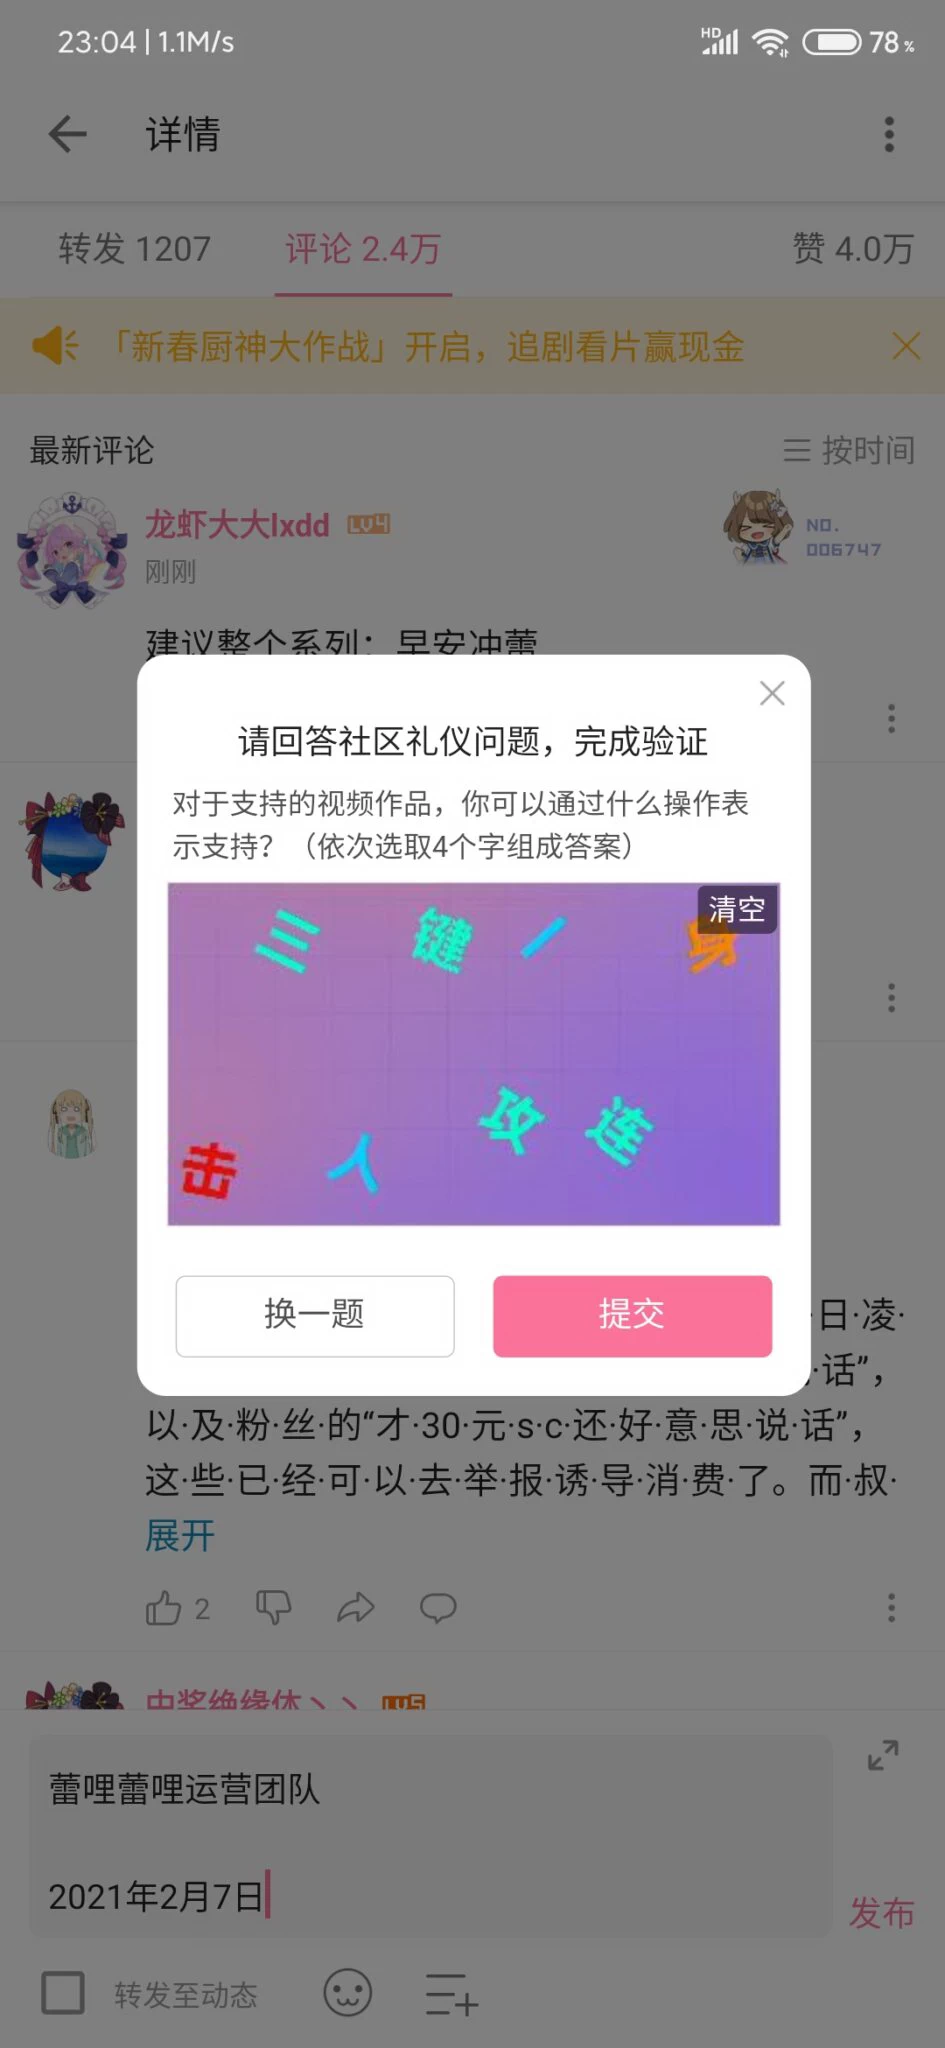 23:04 | 1.1M/s
HD
78%
详情
转发 1207
评论 2.4万
赞 4.0万
「新春厨神大作战」开启，追剧看片赢现金
最新评论
按时间
龙虾大大lxdd LV4
NO.
006747
刚刚
建议整个系列：早安冲蕾
请回答社区礼仪问题，完成验证
对于支持的视频作品，你可以通过什么操作表
示支持？（依次选取4个字组成答案）
清空
三 键 一 身
击 人 攻 连
换一题
提交
日·凌·
·话”，
以·及·粉·丝·的“才·30·元·s·c·还·好·意·思·说·话”，
这·些·已·经·可·以·去·举·报·诱·导·消·费·了。而·叔·
展开
2
中奖绝缘体丶丶 LV5
蕾哩蕾哩运营团队
2021年2月7日
发布
转发至动态